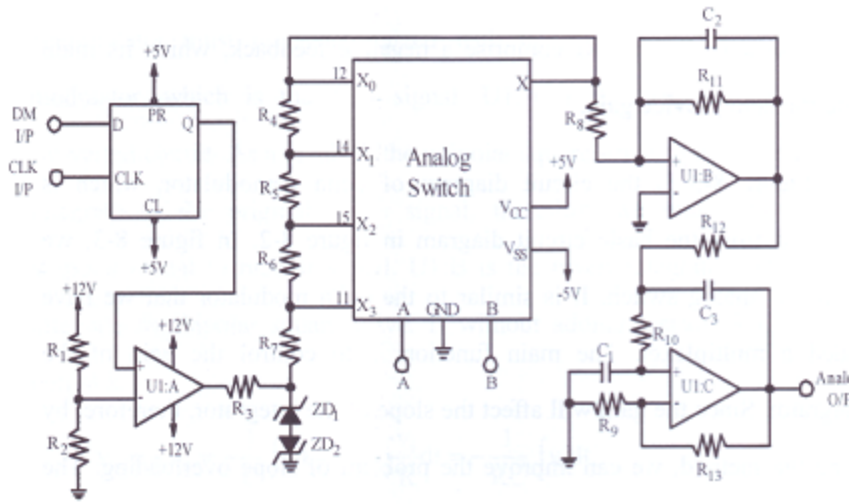 +5V
PR
DM
I/P
D
Q
CLK
I/P
CLK
CL
+5V
+12V
R1
R2
+12V
+
-
U1:A
+12V
R3
ZD1
ZD2
R4
R5
R6
R7
12
X0
14
X1
15
X2
11
X3
Analog
Switch
X
VCC
+5V
VSS
-5V
A
GND
B
A
B
R8
C2
R11
+
-
U1:B
R12
C3
R10
C1
+
-
U1:C
R9
R13
O/P